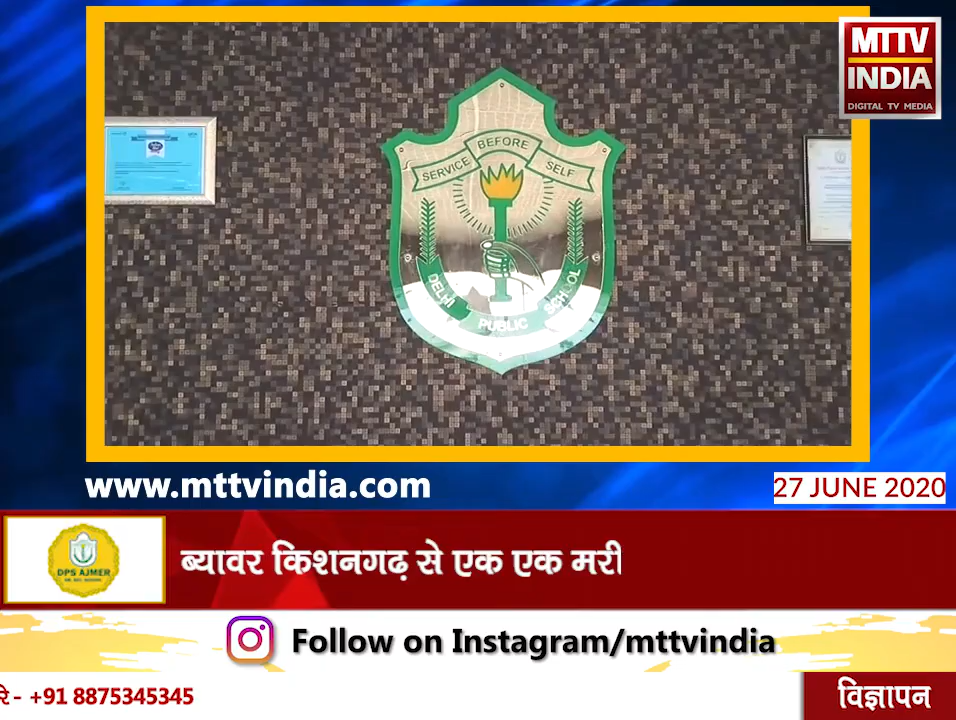 MTTV
INDIA
DIGITAL TV MEDIA
SERVICE BEFORE SELF
DELHI PUBLIC SCHOOL
www.mttvindia.com
27 JUNE 2020
DPS AJMER
ब्यावर किशनगढ़ से एक एक मरी
Follow on Instagram/mttvindia
रे - +91 8875345345
विज्ञापन